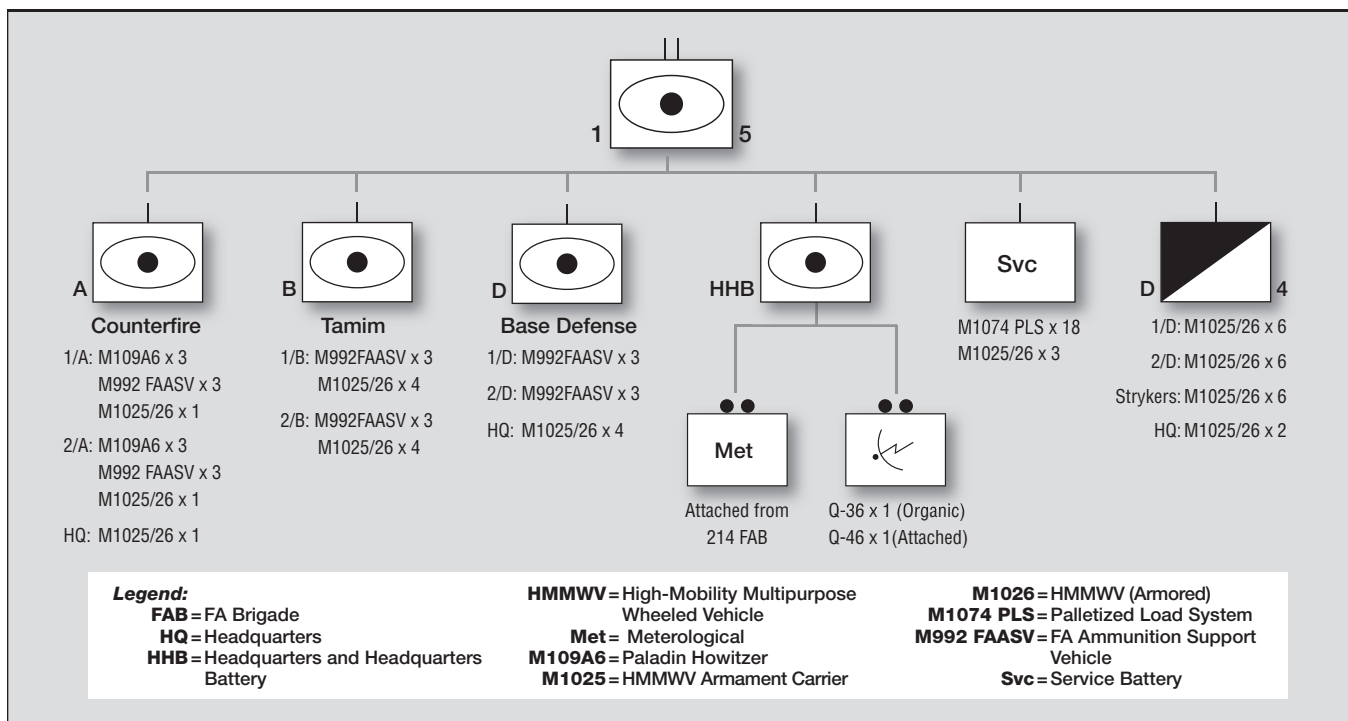 1 5
A
Counterfire
1/A: M109A6 x 3
M992 FAASV x 3
M1025/26 x 1
2/A: M109A6 x 3
M992 FAASV x 3
M1025/26 x 1
HQ: M1025/26 x 1
B
Tamim
1/B: M992FAASV x 3
M1025/26 x 4
2/B: M992FAASV x 3
M1025/26 x 4
D
Base Defense
1/D: M992FAASV x 3
2/D: M992FAASV x 3
HQ: M1025/26 x 4
HHB
Met
Attached from
214 FAB
Q-36 x 1 (Organic)
Q-46 x 1(Attached)
Svc
M1074 PLS x 18
M1025/26 x 3
D 4
1/D: M1025/26 x 6
2/D: M1025/26 x 6
Strykers: M1025/26 x 6
HQ: M1025/26 x 2
Legend:
FAB = FA Brigade
HQ = Headquarters
HHB = Headquarters and Headquarters
Battery
HMMWV = High-Mobility Multipurpose
Wheeled Vehicle
Met = Meterological
M109A6 = Paladin Howitzer
M1025 = HMMWV Armament Carrier
M1026 = HMMWV (Armored)
M1074 PLS = Palletized Load System
M992 FAASV = FA Ammunition Support
Vehicle
Svc = Service Battery